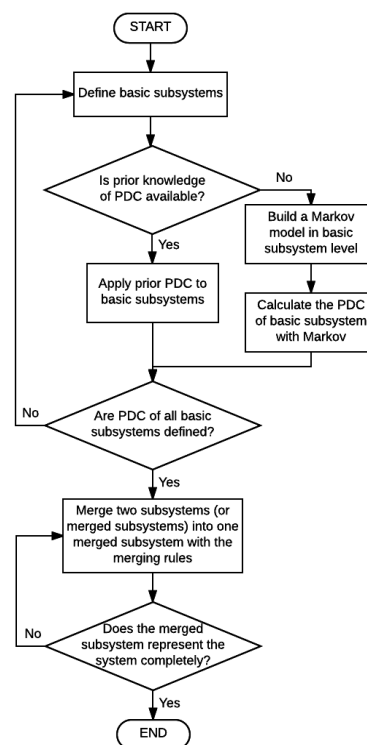 START
Define basic subsystems
Is prior knowledge
of PDC available?
No
Yes
Build a Markov
model in basic
subsystem level
Apply prior PDC to
basic subsystems
Calculate the PDC
of basic subsystem
with Markov
No
Are PDC of all basic
subsystems defined?
Yes
Merge two subsystems (or
merged subsystems) into one
merged subsystem with the
merging rules
No
Does the merged
subsystem represent the
system completely?
Yes
END